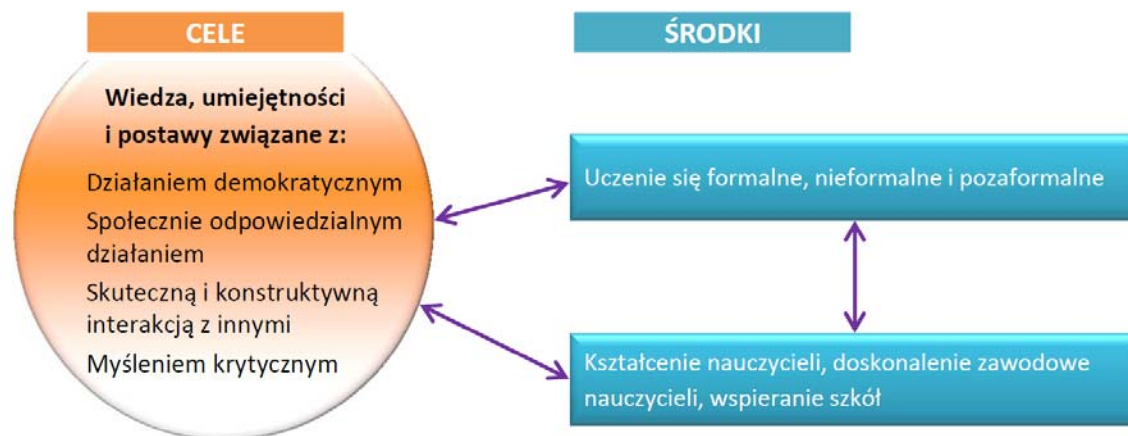 CELE
ŚRODKI
Wiedza, umiejętności
i postawy związane z:
Działaniem demokratycznym
Społecznie odpowiedzialnym
działaniem
Skuteczną i konstruktywną
interakcją z innymi
Myśleniem krytycznym
Uczenie się formalne, nieformalne i pozaformalne
Kształcenie nauczycieli, doskonalenie zawodowe
nauczycieli, wspieranie szkół